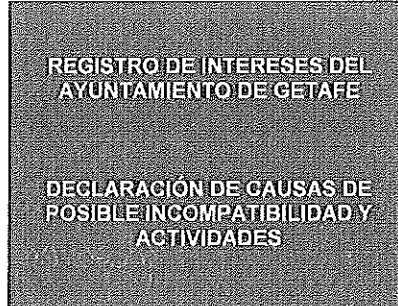 REGISTRO DE INTERESES DEL
AYUNTAMIENTO DE GETAFE
DECLARACIÓN DE CAUSAS DE
POSIBLE INCOMPATIBILIDAD Y
ACTIVIDADES